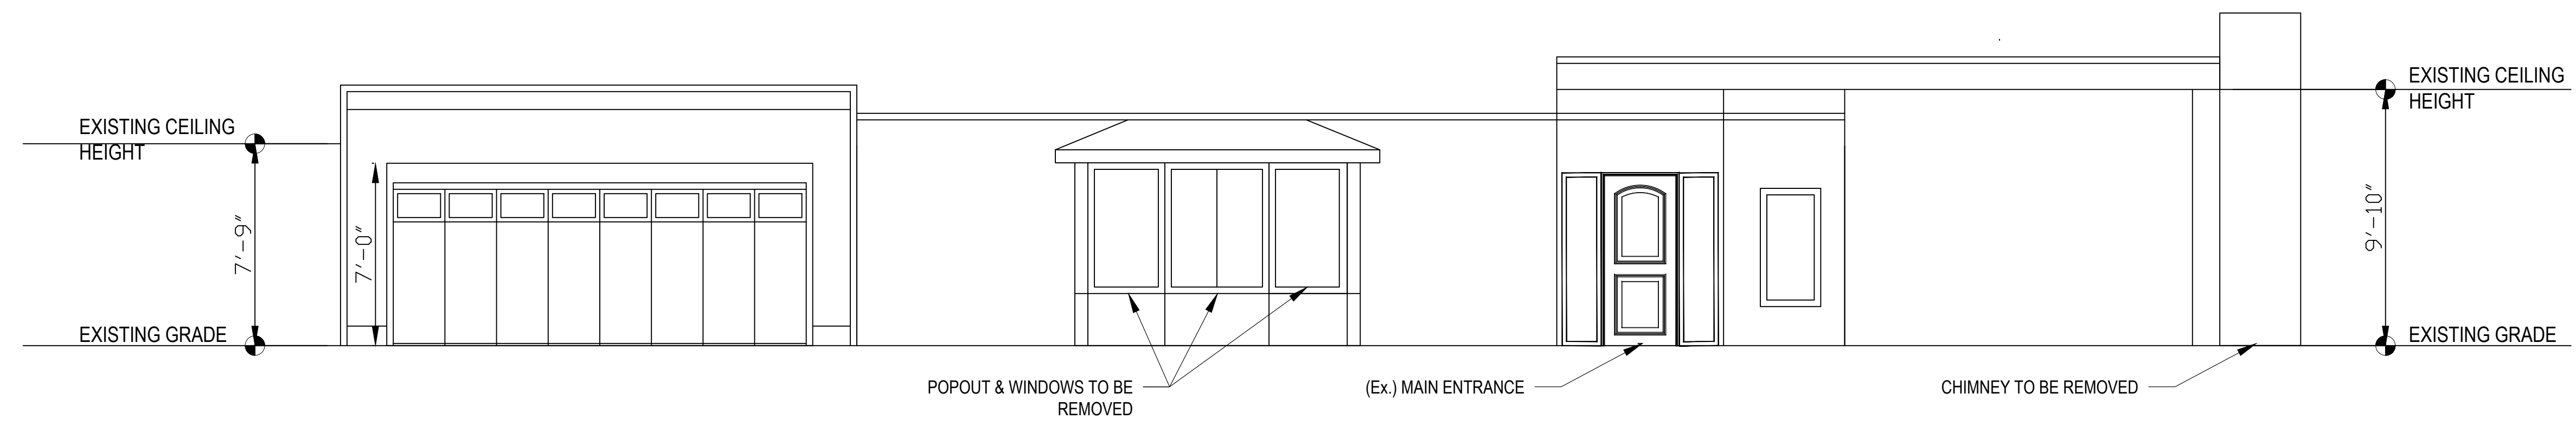 EXISTING CEILING
HEIGHT
7'-9"
EXISTING GRADE
7'-0"
POPOUT & WINDOWS TO BE
REMOVED
(Ex.) MAIN ENTRANCE
CHIMNEY TO BE REMOVED
EXISTING CEILING
HEIGHT
9'-10"
EXISTING GRADE